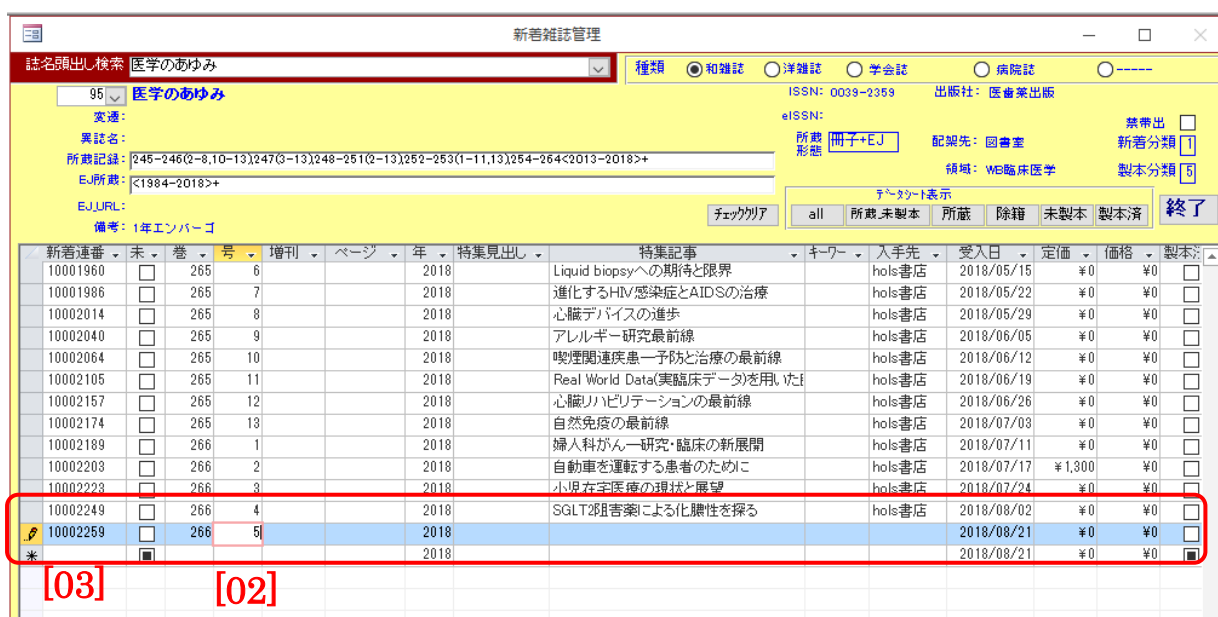 新着雑誌管理
誌名頭出し検索 医学のあゆみ
種類 和雑誌 洋雑誌 学会誌 病院誌 -----
95 医学のあゆみ
ISSN: 0039-2359 出版社: 医歯薬出版
変遷:
eISSN:
禁帯出
異誌名:
所蔵形態 冊子+EJ 配架先: 図書室 新着分類 1
所蔵記録: 245-246(2-8,10-13),247(3-13),248-251(2-13),252-253(1-11,13),254-264<2013-2018>+
領域: WB臨床医学 製本分類 5
EJ所蔵: <1984-2018>+
データシート表示
EJ_URL:
チェッククリア all 所蔵_未製本 所蔵 除籍 未製本 製本済 終了
備考: 1年エンバーゴ
新着連番 未 巻 号 増刊 ページ 年 特集見出し 特集記事 キーワー 入手先 受入日 定価 価格 製本済
10001960 265 6 2018 Liquid biopsyへの期待と限界 hols書店 2018/05/15 ¥0 ¥0
10001986 265 7 2018 進化するHIV感染症とAIDSの治療 hols書店 2018/05/22 ¥0 ¥0
10002014 265 8 2018 心臓デバイスの進歩 hols書店 2018/05/29 ¥0 ¥0
10002040 265 9 2018 アレルギー研究最前線 hols書店 2018/06/05 ¥0 ¥0
10002064 265 10 2018 喫煙関連疾患―予防と治療の最前線 hols書店 2018/06/12 ¥0 ¥0
10002105 265 11 2018 Real World Data(実臨床データ)を用いた hols書店 2018/06/19 ¥0 ¥0
10002157 265 12 2018 心臓リハビリテーションの最前線 hols書店 2018/06/26 ¥0 ¥0
10002174 265 13 2018 自然免疫の最前線 hols書店 2018/07/03 ¥0 ¥0
10002189 266 1 2018 婦人科がん―研究・臨床の新展開 hols書店 2018/07/11 ¥0 ¥0
10002203 266 2 2018 自動車を運転する患者のために hols書店 2018/07/17 ¥1,300 ¥0
10002223 266 3 2018 小児在宅医療の現状と展望 hols書店 2018/07/24 ¥0 ¥0
10002249 266 4 2018 SGLT2阻害薬による化膿性を探る hols書店 2018/08/02 ¥0 ¥0
10002259 266 5 2018 2018/08/21 ¥0 ¥0
2018 2018/08/21 ¥0 ¥0
[03] [02]